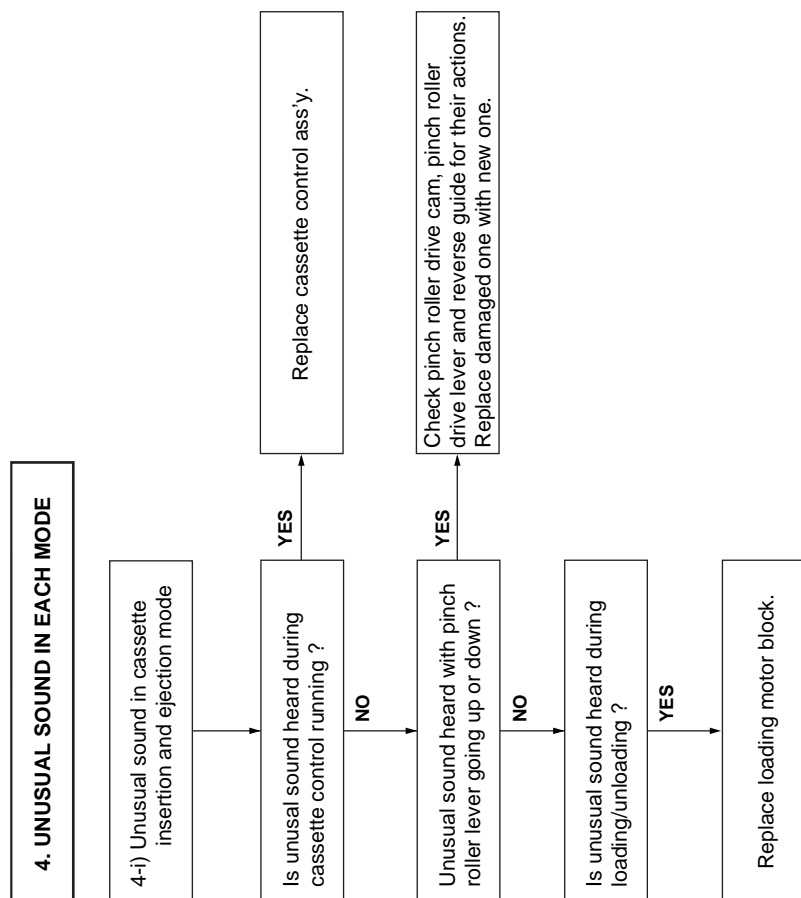 4. UNUSUAL SOUND IN EACH MODE
4-i) Unusual sound in cassette
insertion and ejection mode
Is unusual sound heard during
cassette control running ?
YES
Replace cassette control ass'y.
NO
Unusual sound heard with pinch
roller lever going up or down ?
YES
Check pinch roller drive cam, pinch roller
drive lever and reverse guide for their actions.
Replace damaged one with new one.
NO
Is unusual sound heard during
loading/unloading ?
YES
Replace loading motor block.